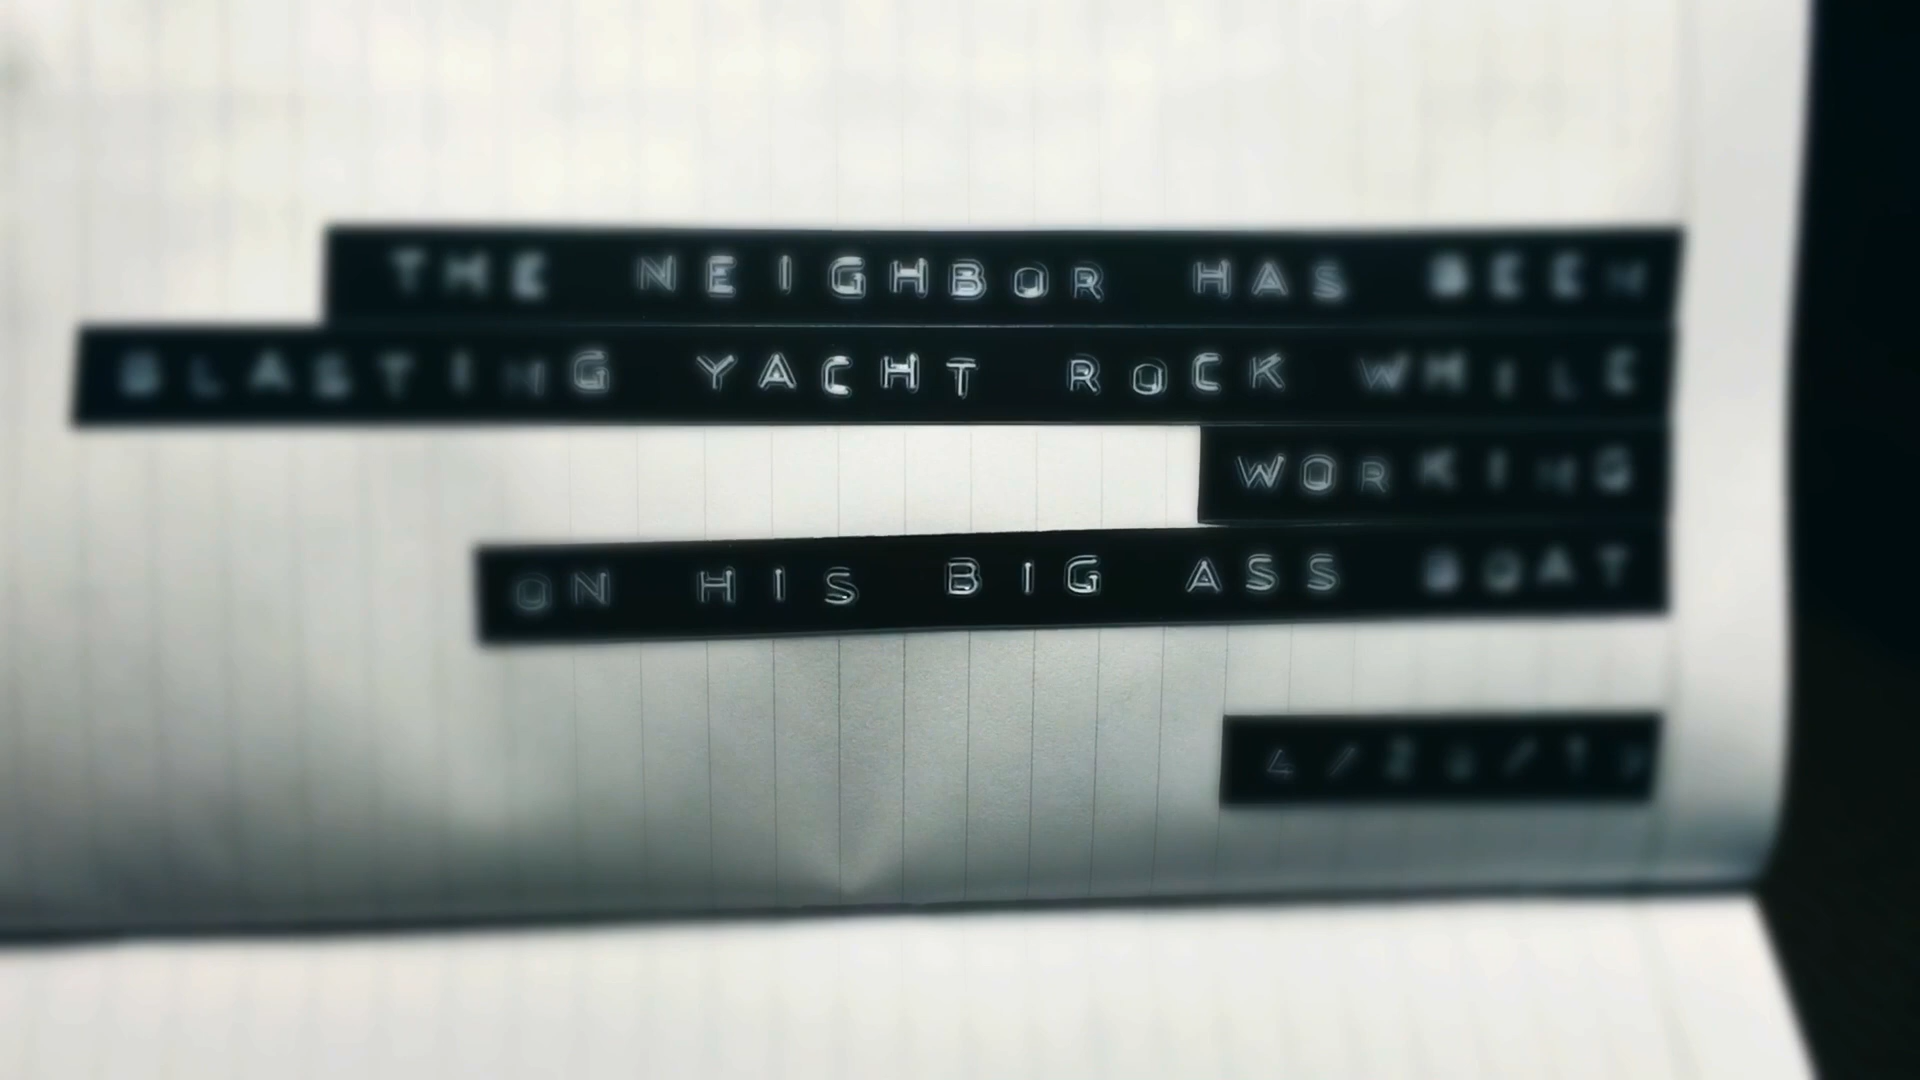 THE NEIGHBOR HAS BEEN
BLASTING YACHT ROCK WHILE
WORKING
ON HIS BIG ASS BOAT